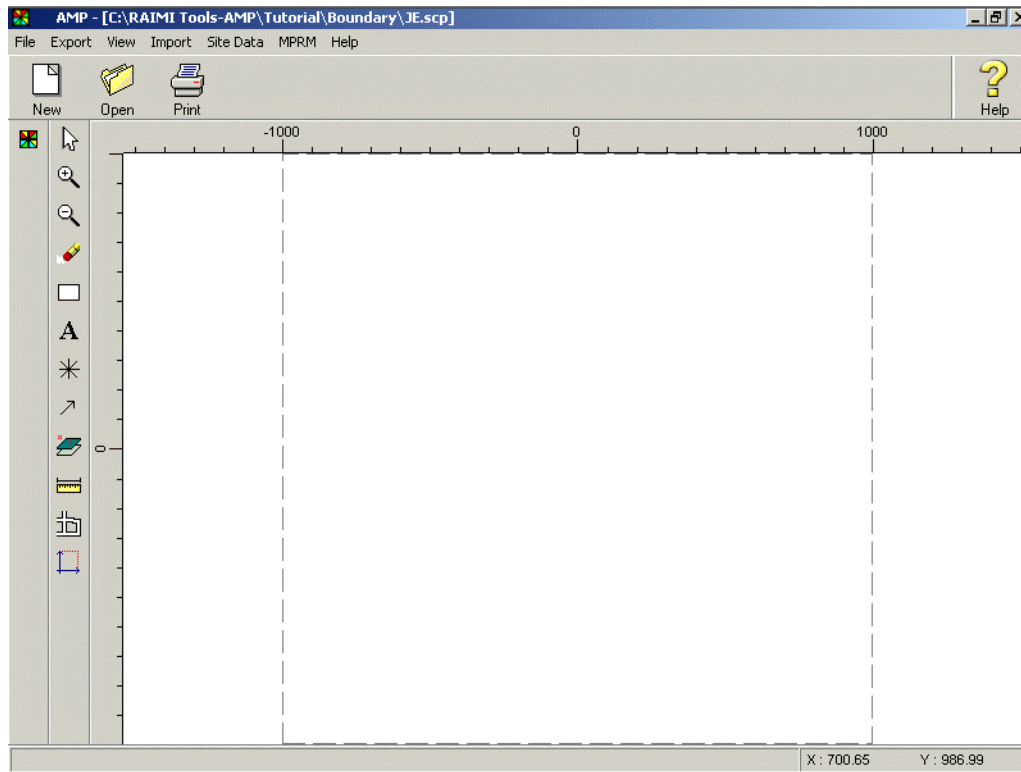 AMP - [C:\RAIMI Tools-AMP\Tutorial\Boundary\JE.scp]
File Export View Import Site Data MPRM Help
New Open Print Help
-1000 0 1000
A
0
X : 700.65 Y : 986.99